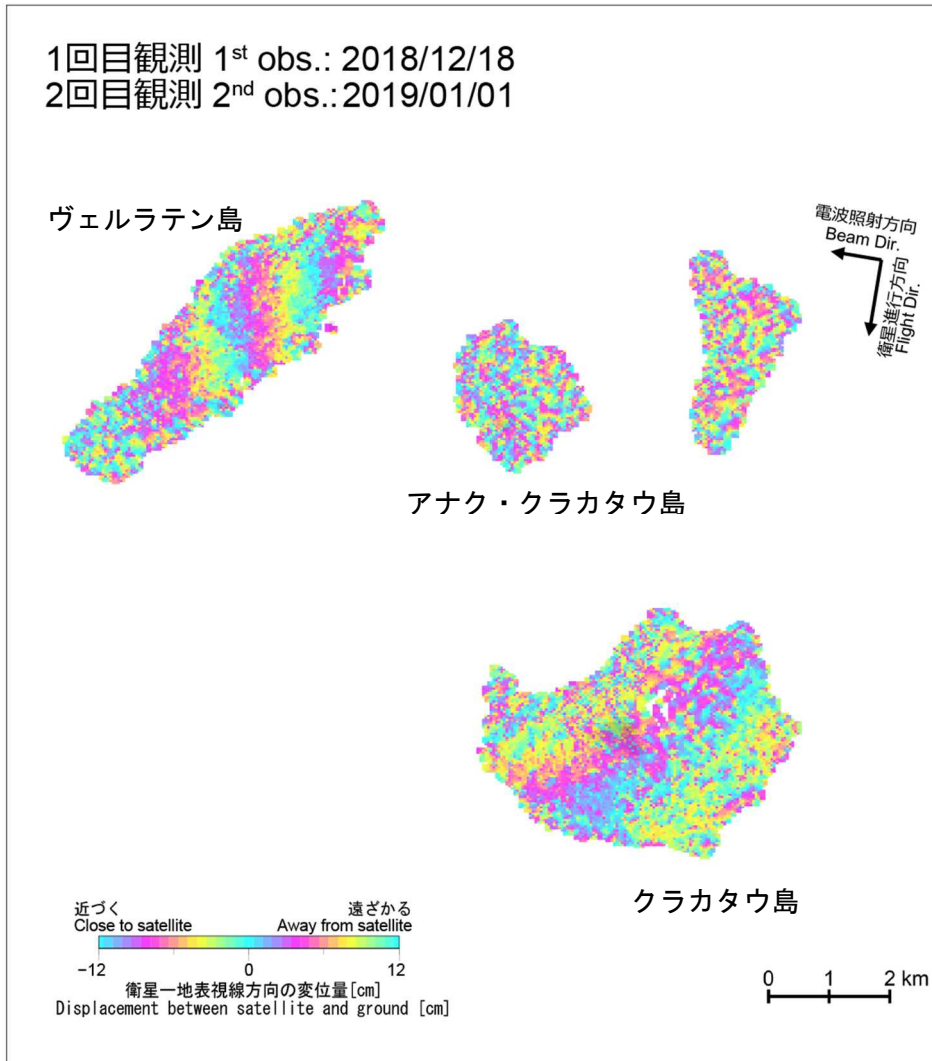 1回目観測 1st obs.: 2018/12/18
2回目観測 2nd obs.:2019/01/01
ヴェルラテン島
電波照射方向
Beam Dir.
衛星進行方向
Flight Dir.
アナク・クラカタウ島
クラカタウ島
近づく 遠ざかる
Close to satellite Away from satellite
−12 0 12
衛星―地表視線方向の変位量[cm]
Displacement between satellite and ground [cm]
0 1 2 km